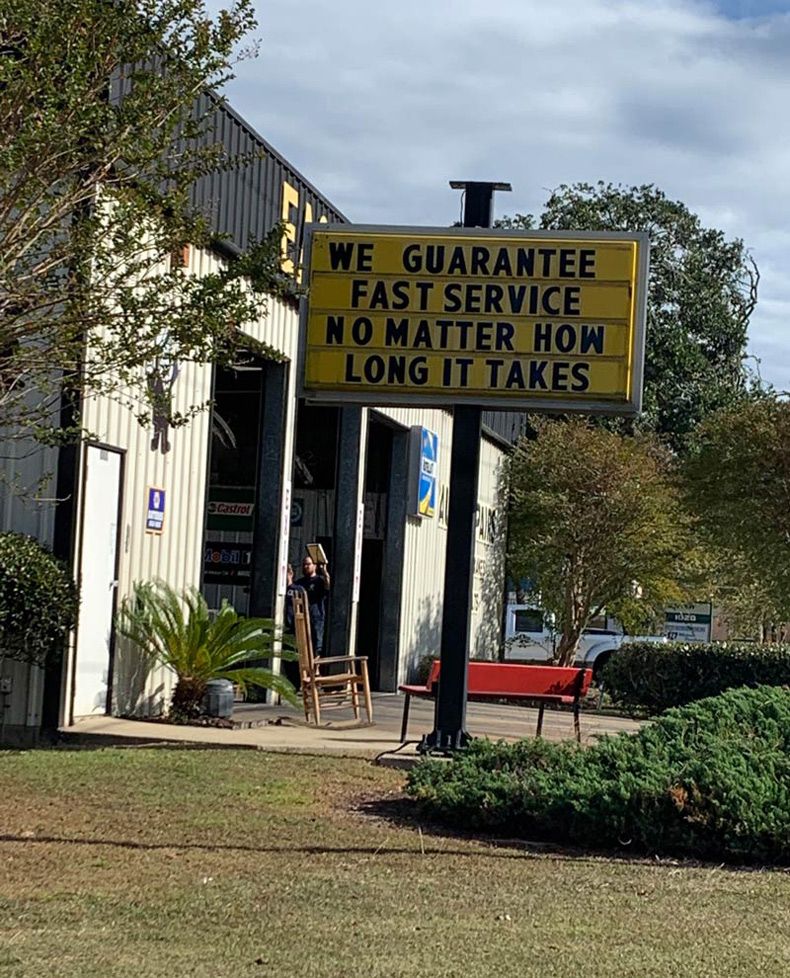 WE GUARANTEE
FAST SERVICE
NO MATTER HOW
LONG IT TAKES
Castrol
Mobil 1